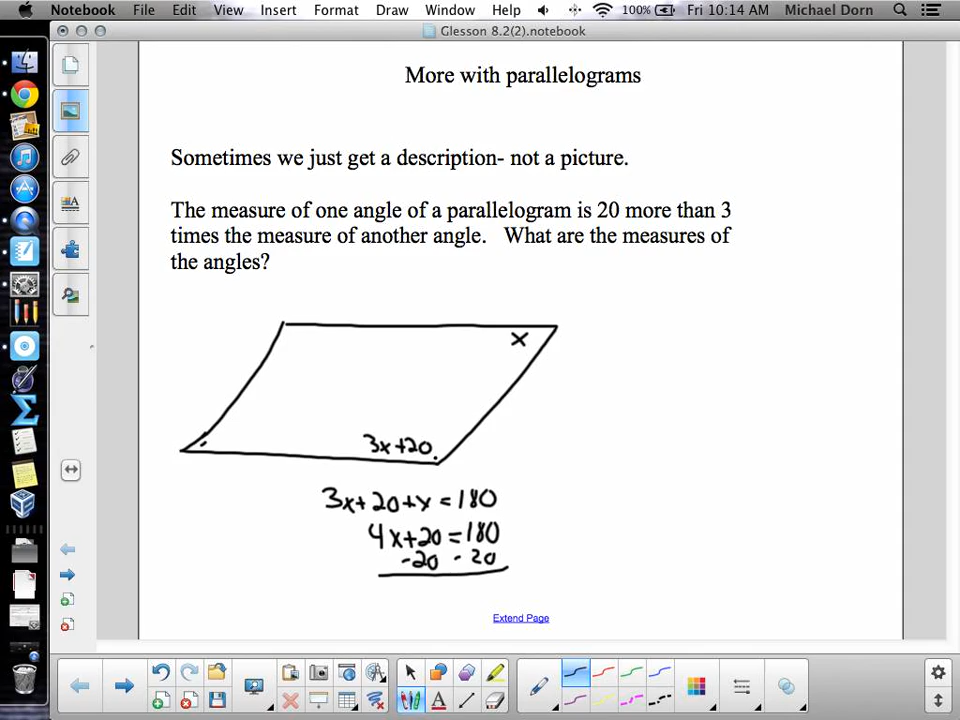 Notebook File Edit View Insert Format Draw Window Help 100% Fri 10:14 AM Michael Dorn
Glesson 8.2(2).notebook
More with parallelograms
Sometimes we just get a description- not a picture.
The measure of one angle of a parallelogram is 20 more than 3
times the measure of another angle. What are the measures of
the angles?
x
3x+20
3x+20+x=180
4x+20=180
-20 -20
Extend Page